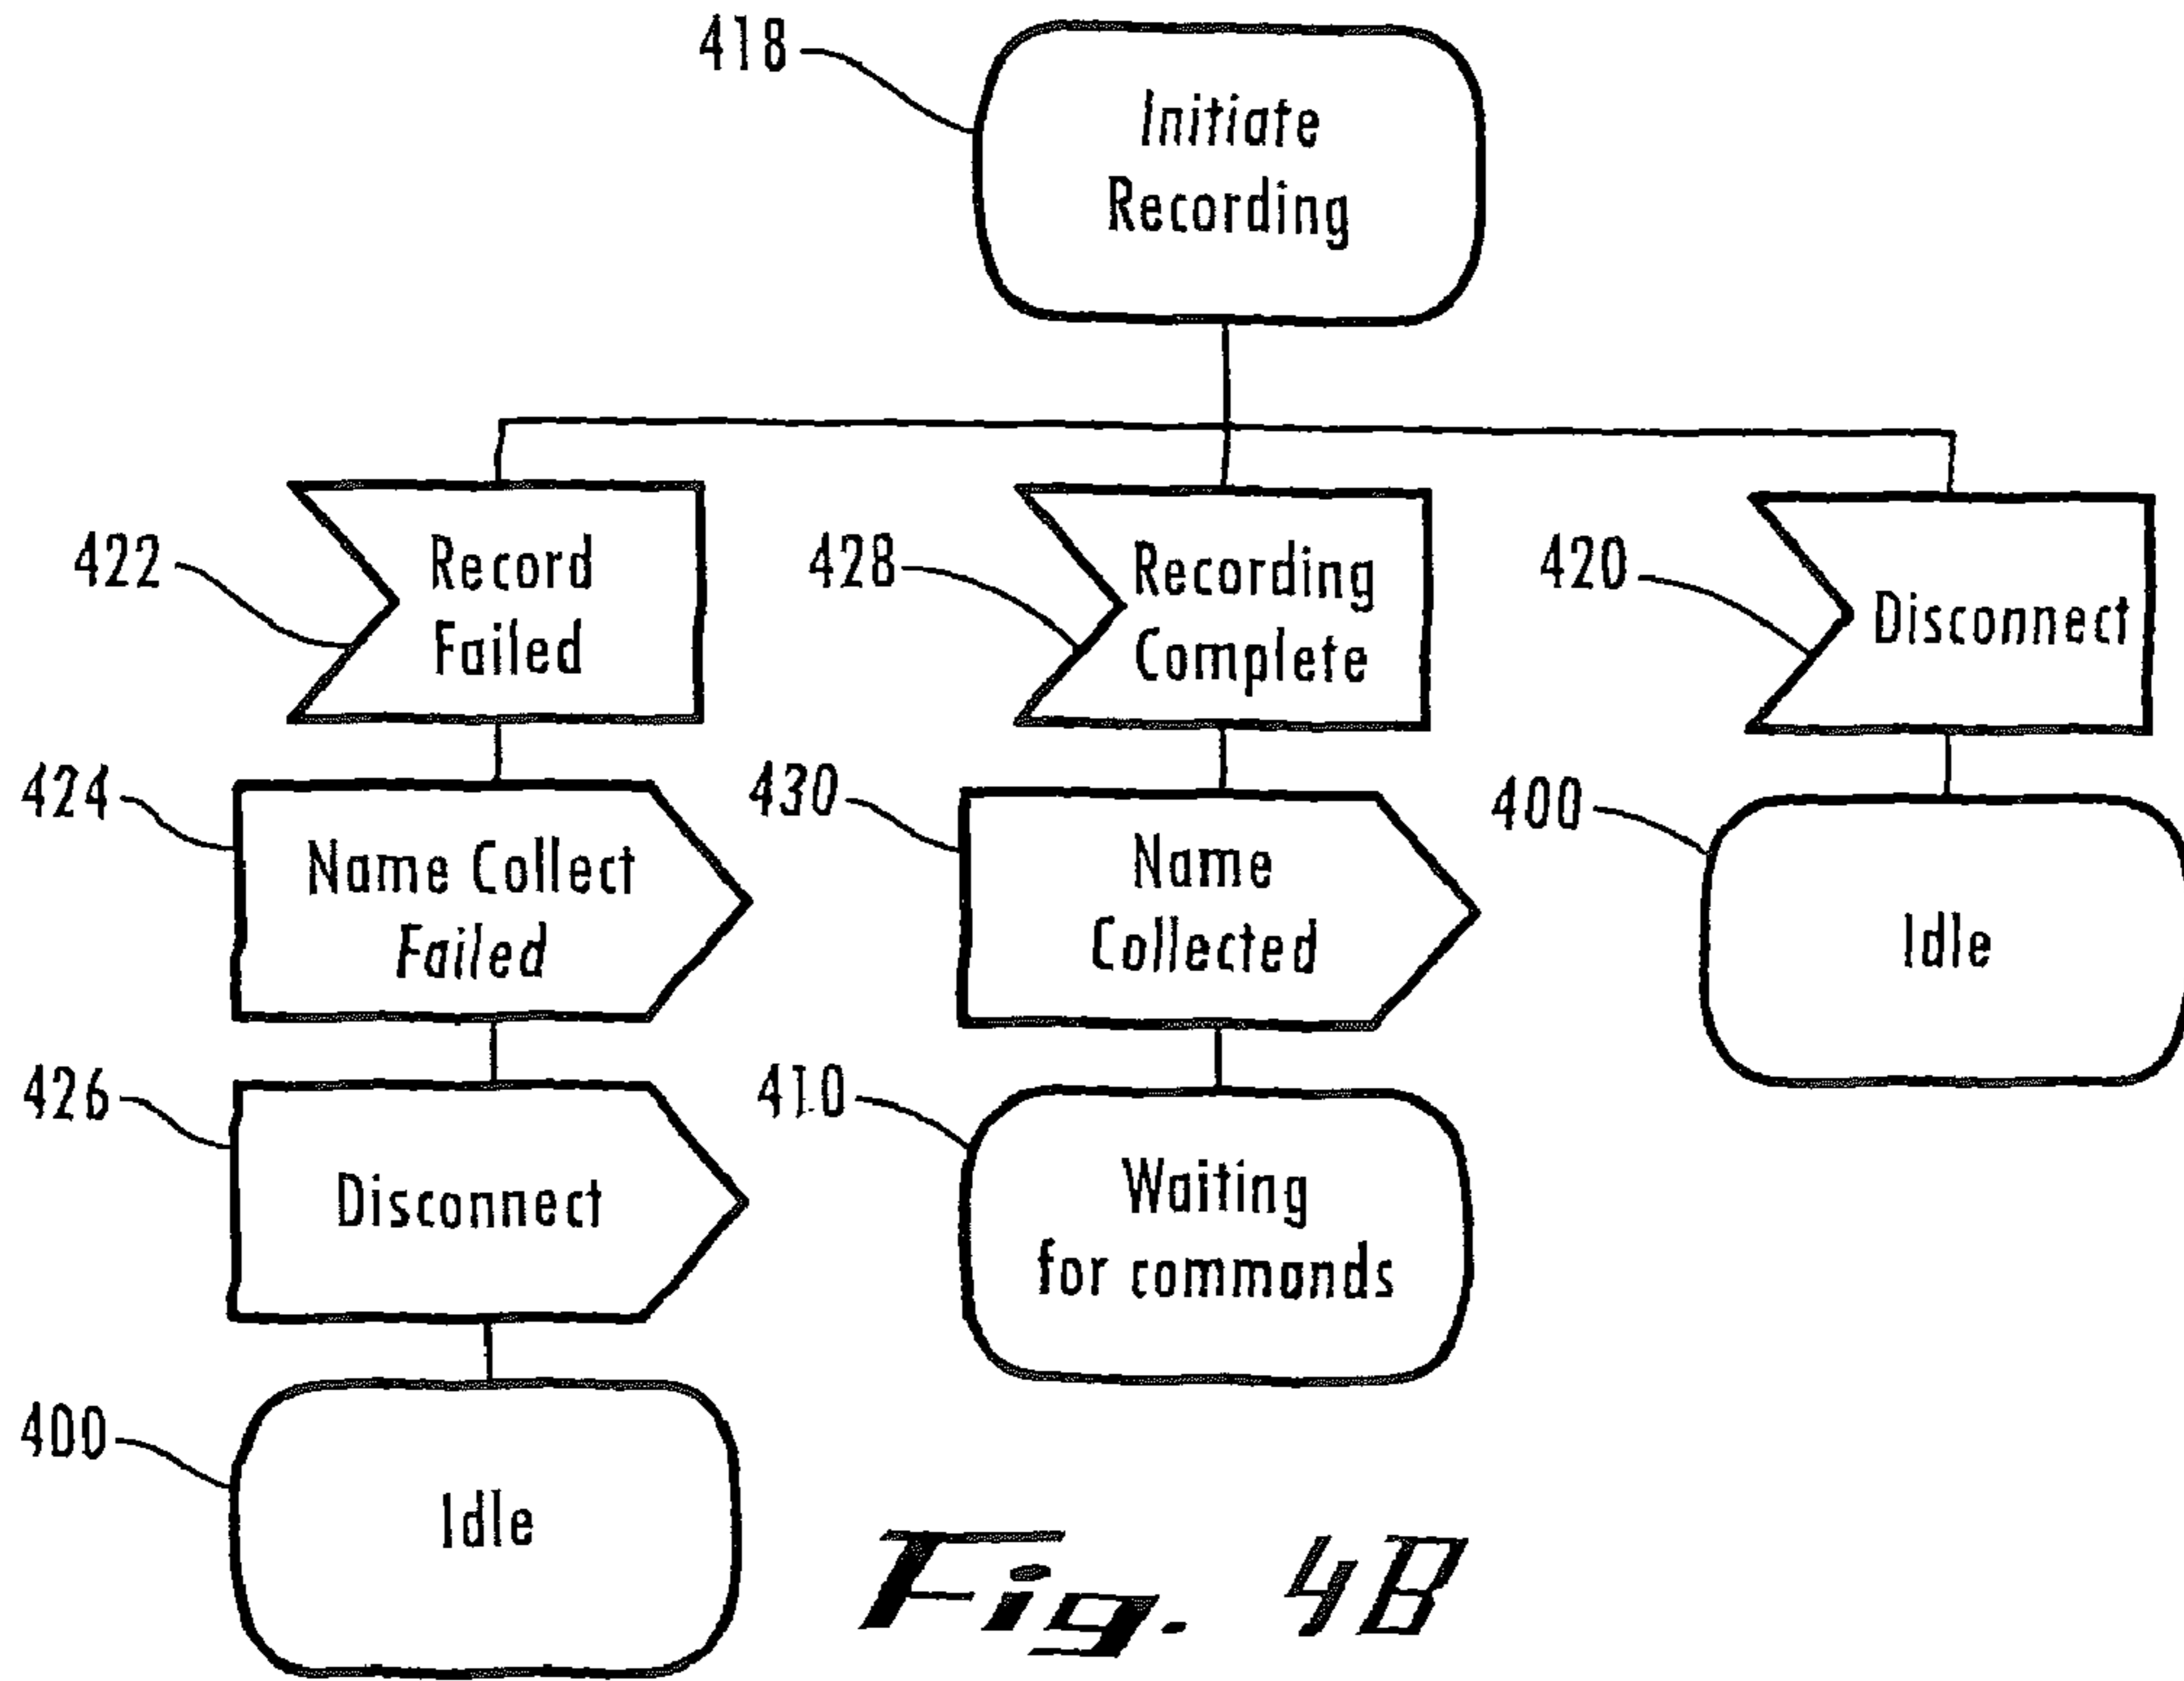 418
Initiate
Recording
422
Record
Failed
428
Recording
Complete
420
Disconnect
424
Name Collect
Failed
430
Name
Collected
400
Idle
426
Disconnect
410
Waiting
for commands
400
Idle
Fig. 4B